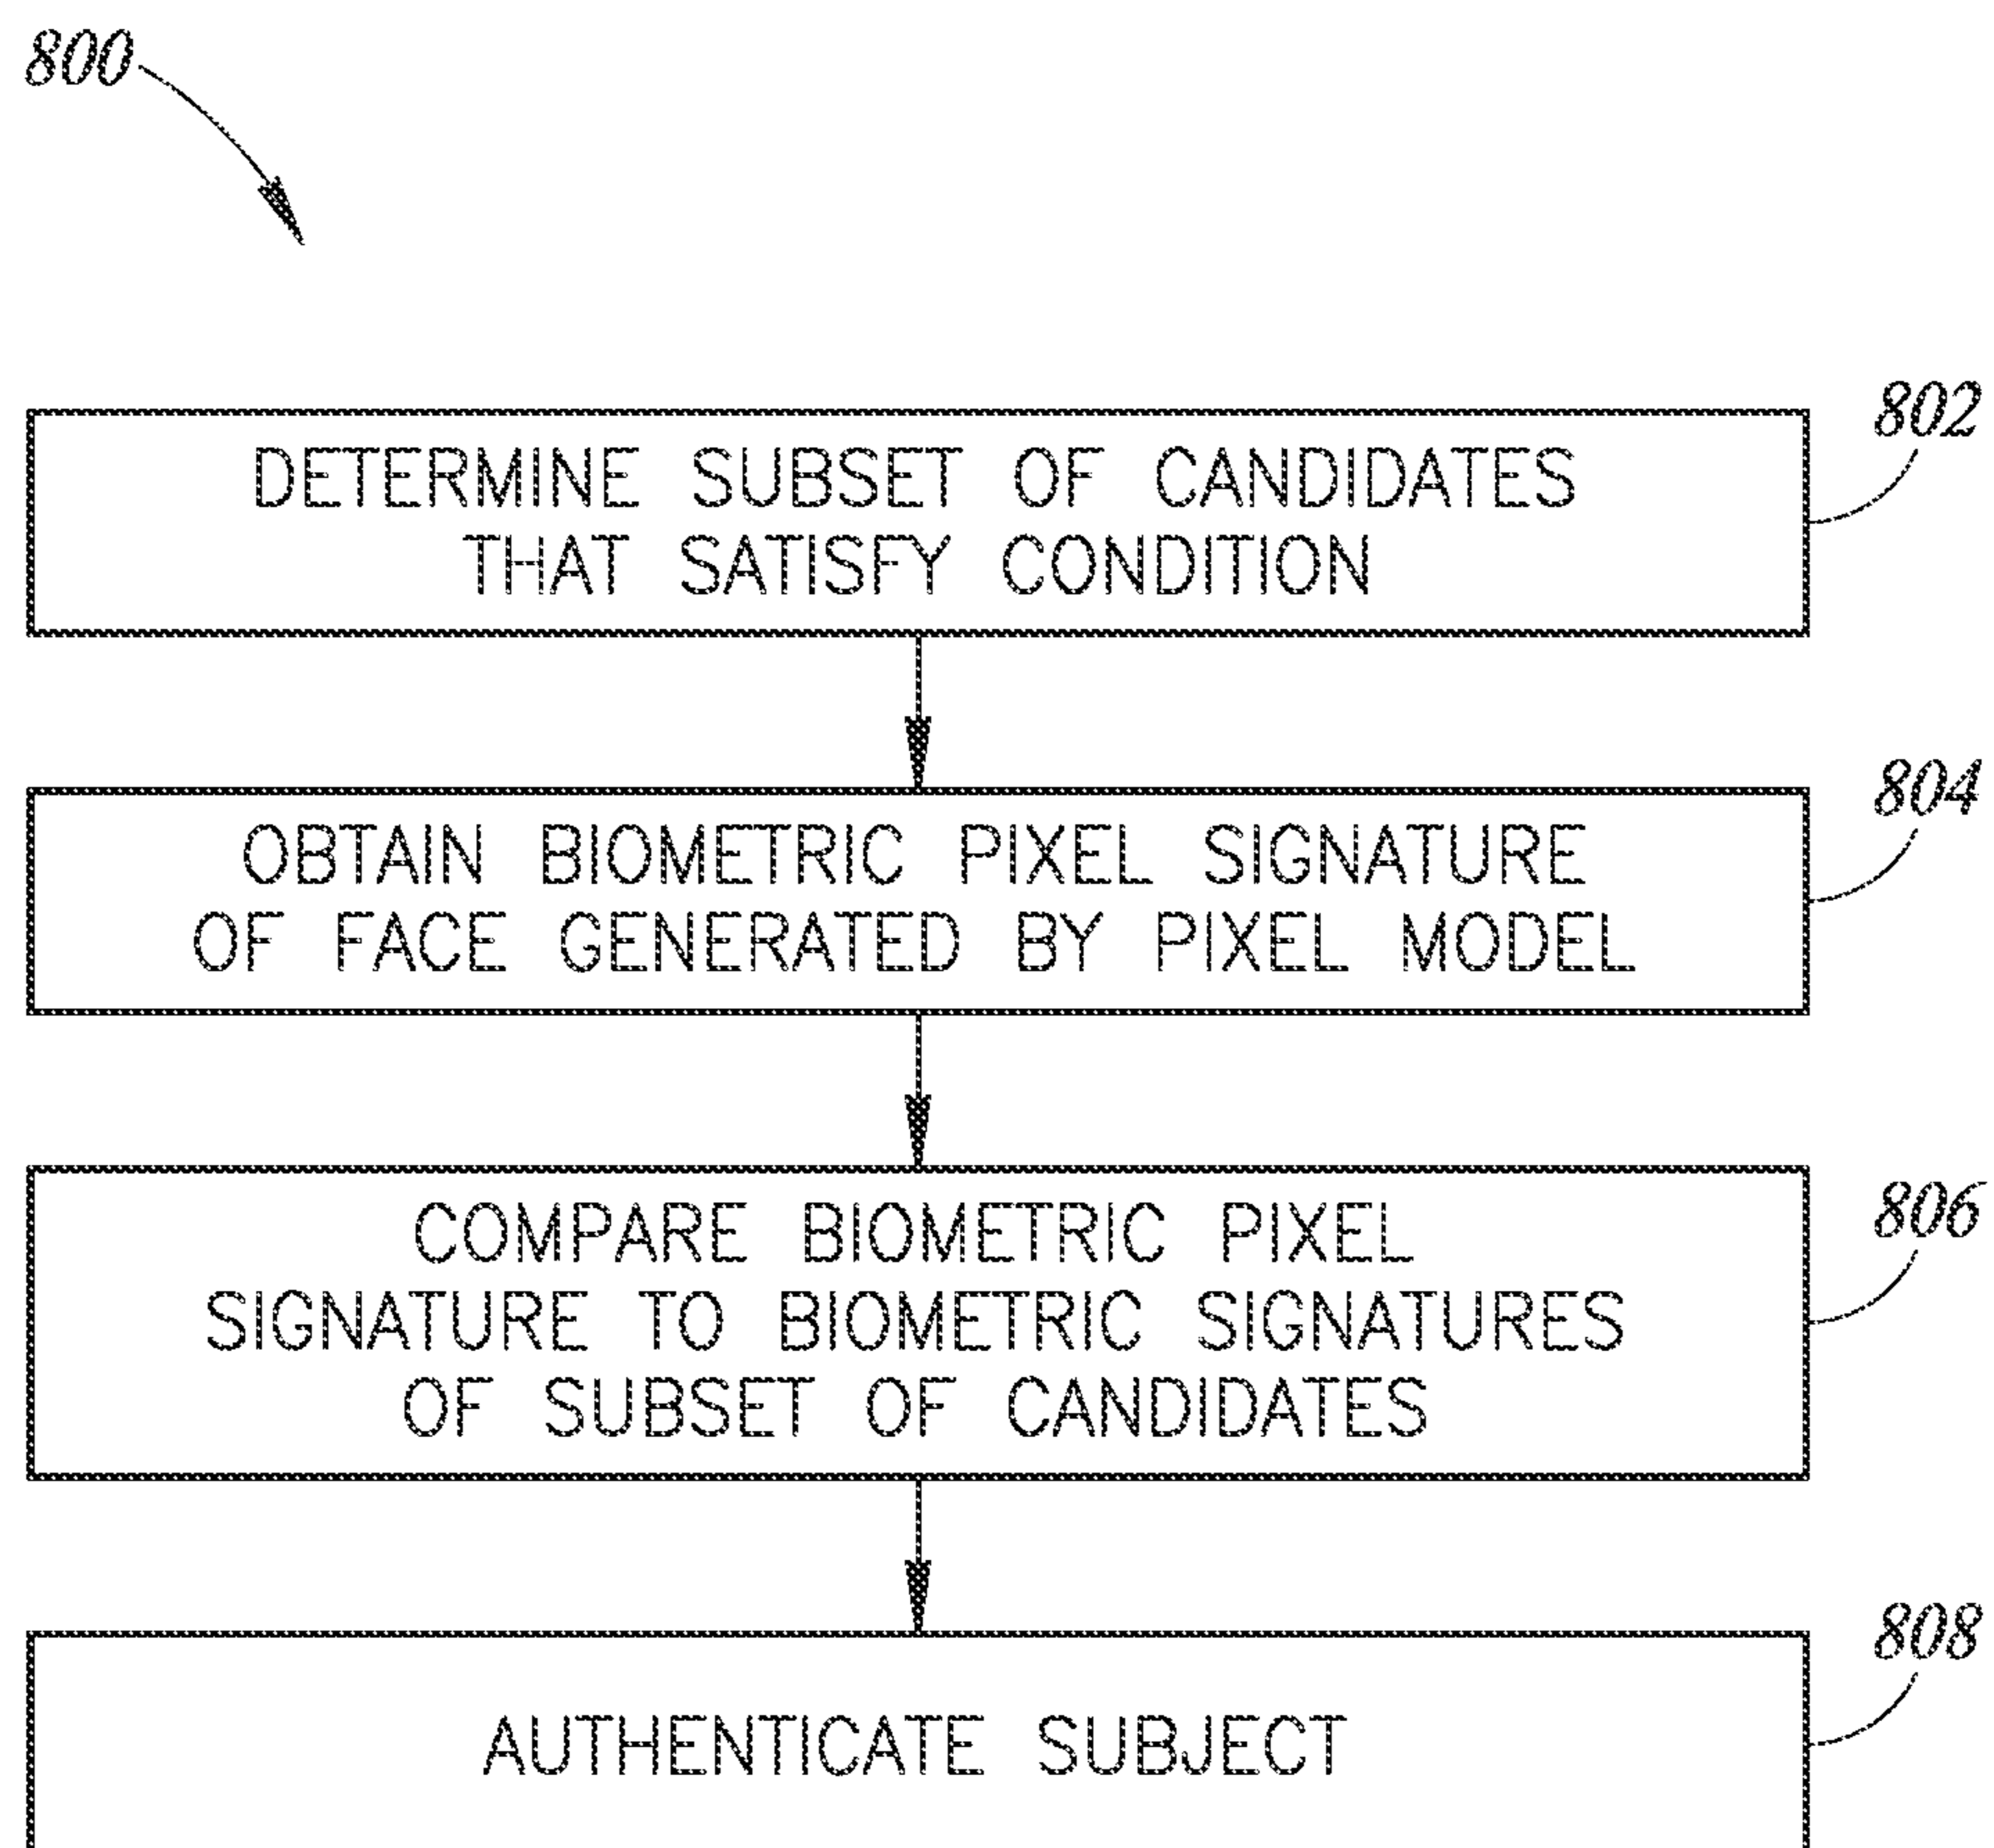 800
802
DETERMINE SUBSET OF CANDIDATES
THAT SATISFY CONDITION
804
OBTAIN BIOMETRIC PIXEL SIGNATURE
OF FACE GENERATED BY PIXEL MODEL
806
COMPARE BIOMETRIC PIXEL
SIGNATURE TO BIOMETRIC SIGNATURES
OF SUBSET OF CANDIDATES
808
AUTHENTICATE SUBJECT